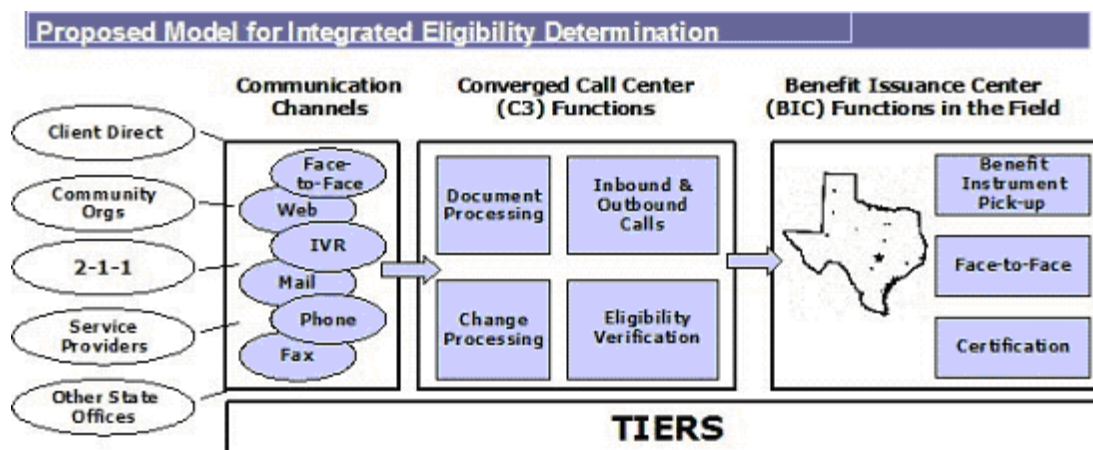 Proposed Model for Integrated Eligibility Determination
Communication
Channels
Converged Call Center
(C3) Functions
Benefit Issuance Center
(BIC) Functions in the Field
Client Direct
Community
Orgs
2-1-1
Service
Providers
Other State
Offices
Face-
to-Face
Web
IVR
Mail
Phone
Fax
Document
Processing
Inbound &
Outbound
Calls
Change
Processing
Eligibility
Verification
Benefit
Instrument
Pick-up
Face-to-Face
Certification
TIERS